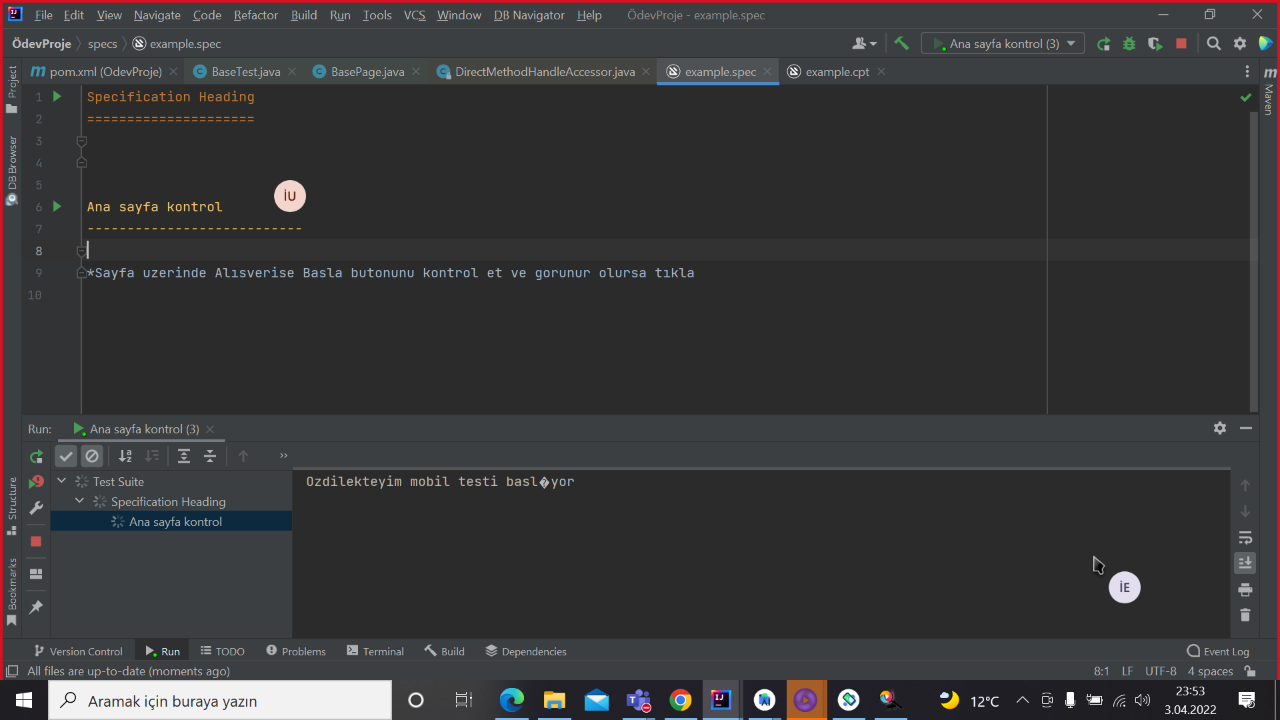 File Edit View Navigate Code Refactor Build Run Tools VCS Window DB Navigator Help ÖdevProje - example.spec
ÖdevProje specs example.spec Ana sayfa kontrol (3)
pom.xml (OdevProje) BaseTest.java BasePage.java DirectMethodHandleAccessor.java example.spec example.cpt
Project
DB Browser
Structure
Bookmarks
Maven
1 Specification Heading
2 =====================
3
4
5
İU
6 Ana sayfa kontrol
7 ---------------------------
8
9 *Sayfa uzerinde Alısverise Basla butonunu kontrol et ve gorunur olursa tıkla
10
Run: Ana sayfa kontrol (3)
Test Suite
Specification Heading
Ana sayfa kontrol
Ozdilekteyim mobil testi basl�yor
İE
Version Control Run TODO Problems Terminal Build Dependencies Event Log
All files are up-to-date (moments ago) 8:1 LF UTF-8 4 spaces
Aramak için buraya yazın 12°C 23:53
3.04.2022